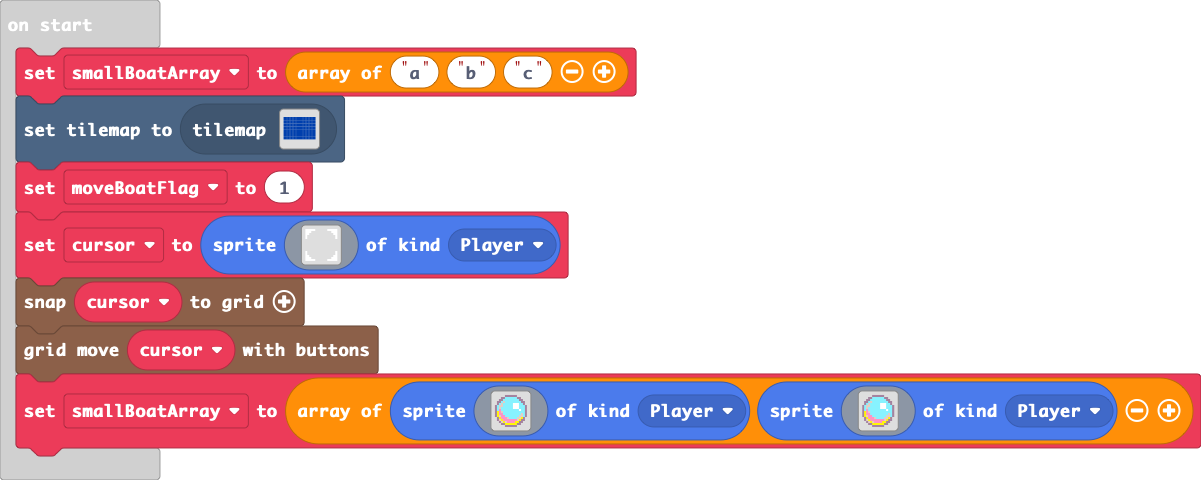 on start
set smallBoatArray to array of "a" "b" "c"
set tilemap to tilemap
set moveBoatFlag to 1
set cursor to sprite of kind Player
snap cursor to grid
grid move cursor with buttons
set smallBoatArray to array of sprite of kind Player sprite of kind Player